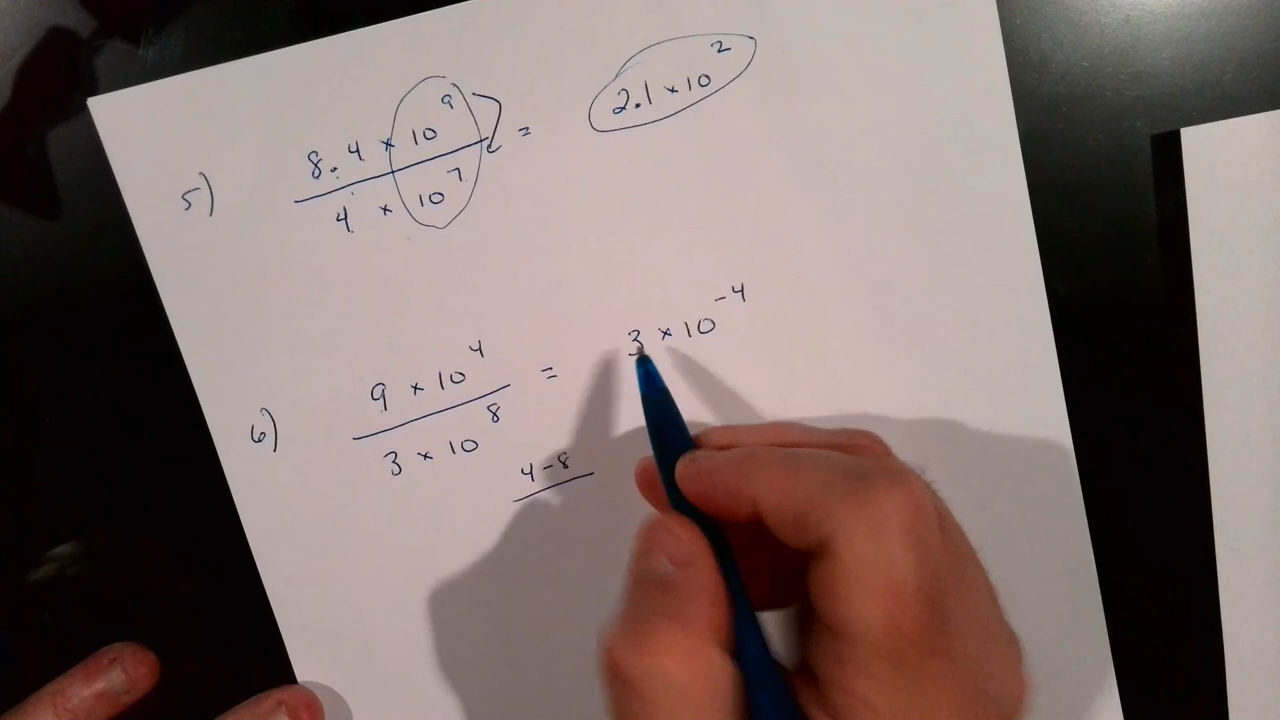 5) 8.4 × 10^9 / 4 × 10^7 = 2.1 × 10^2
6) 9 × 10^4 / 3 × 10^8 = 3 × 10^-4
4-8